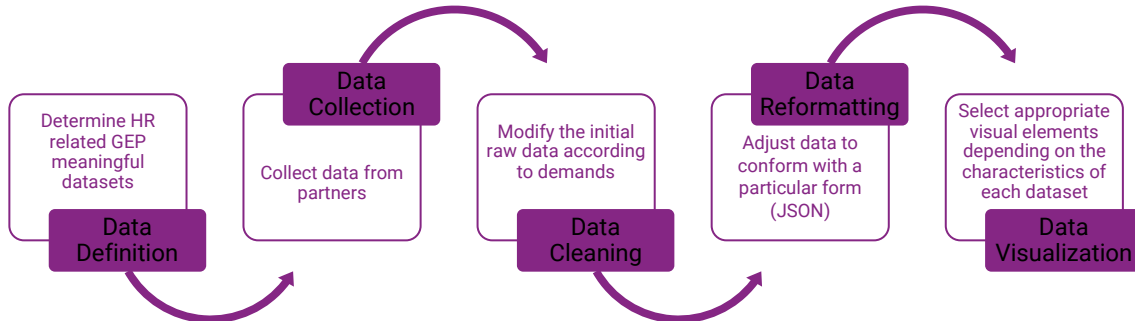 Determine HR
related GEP
meaningful
datasets
Data
Definition
Data
Collection
Collect data from
partners
Modify the initial
raw data according
to demands
Data
Cleaning
Data
Reformatting
Adjust data to
conform with a
particular form
(JSON)
Select appropriate
visual elements
depending on the
characteristics of
each dataset
Data
Visualization